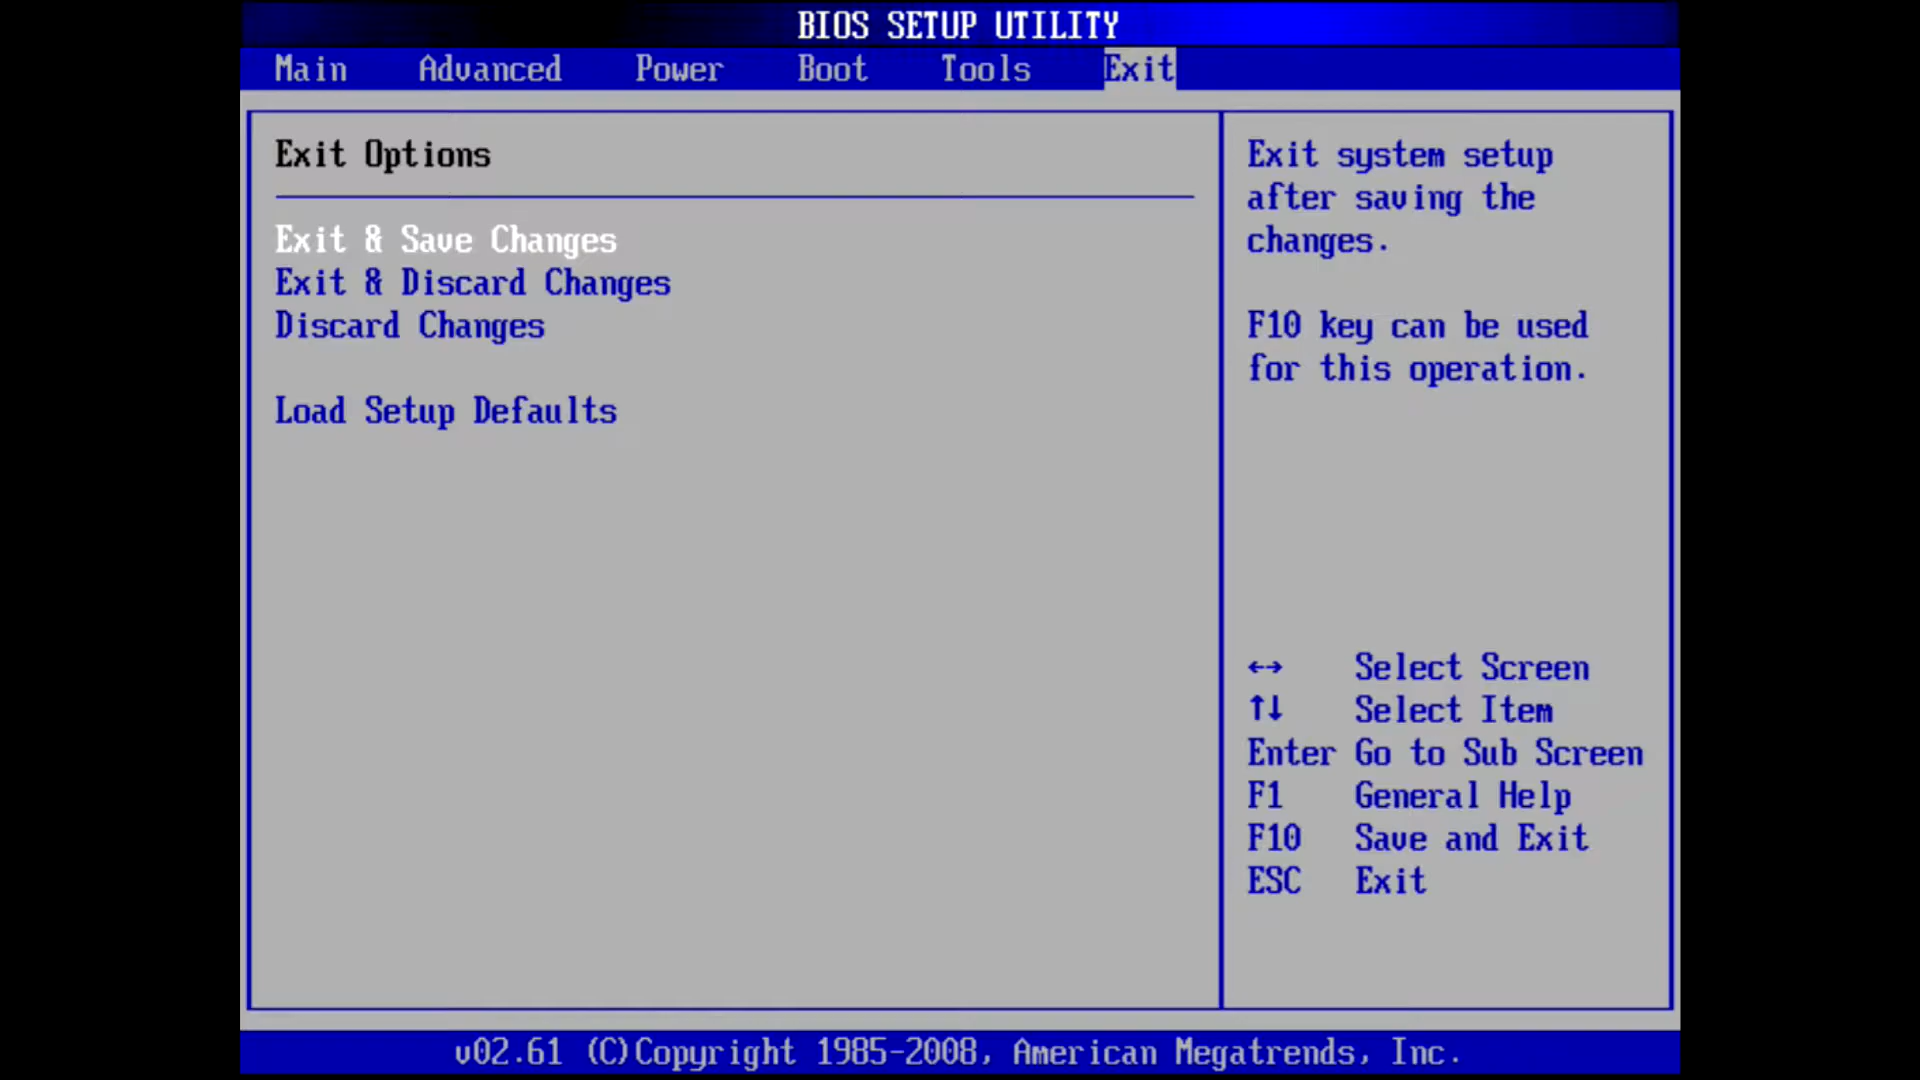 BIOS SETUP UTILITY
Main Advanced Power Boot Tools Exit
Exit Options
Exit & Save Changes
Exit & Discard Changes
Discard Changes
Load Setup Defaults
Exit system setup
after saving the
changes.
F10 key can be used
for this operation.
↔ Select Screen
↑↓ Select Item
Enter Go to Sub Screen
F1 General Help
F10 Save and Exit
ESC Exit
v02.61 (C)Copyright 1985-2008, American Megatrends, Inc.